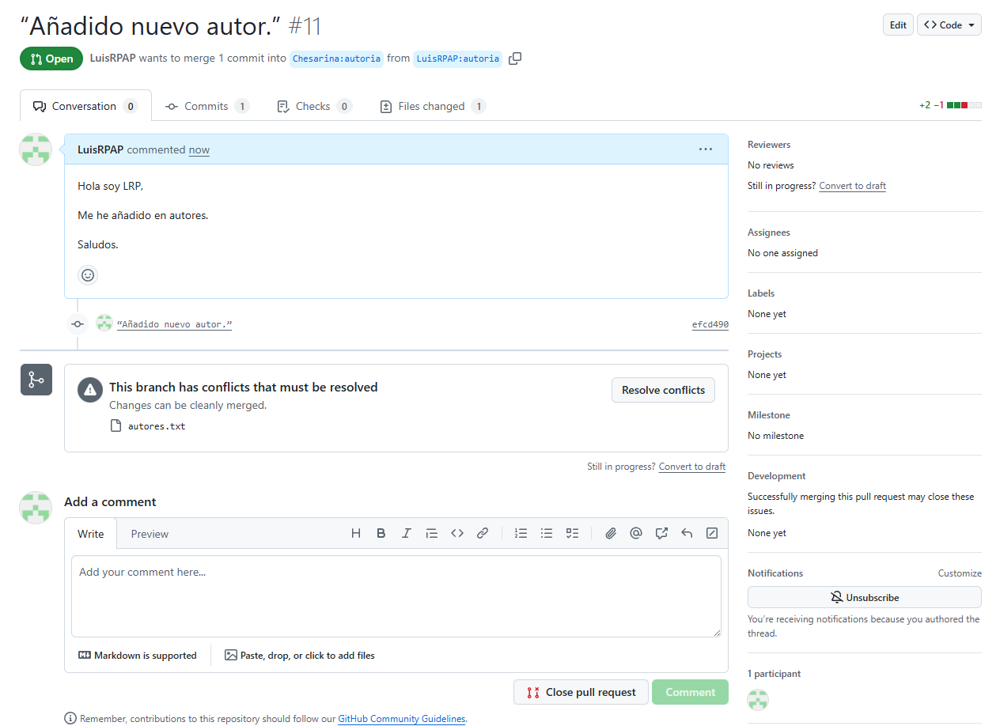 “Añadido nuevo autor.” #11
Edit
Code
Open
LuisRPAP wants to merge 1 commit into Chesarina:autoria from LuisRPAP:autoria
Conversation 0
Commits 1
Checks 0
Files changed 1
+2 −1
LuisRPAP commented now
Hola soy LRP,
Me he añadido en autores.
Saludos.
“Añadido nuevo autor.”
efcd490
This branch has conflicts that must be resolved
Changes can be cleanly merged.
autores.txt
Resolve conflicts
Still in progress? Convert to draft
Add a comment
Write
Preview
Add your comment here...
Markdown is supported
Paste, drop, or click to add files
Close pull request
Comment
Remember, contributions to this repository should follow our GitHub Community Guidelines.
Reviewers
No reviews
Still in progress? Convert to draft
Assignees
No one assigned
Labels
None yet
Projects
None yet
Milestone
No milestone
Development
Successfully merging this pull request may close these
issues.
None yet
Notifications
Customize
Unsubscribe
You’re receiving notifications because you authored the
thread.
1 participant